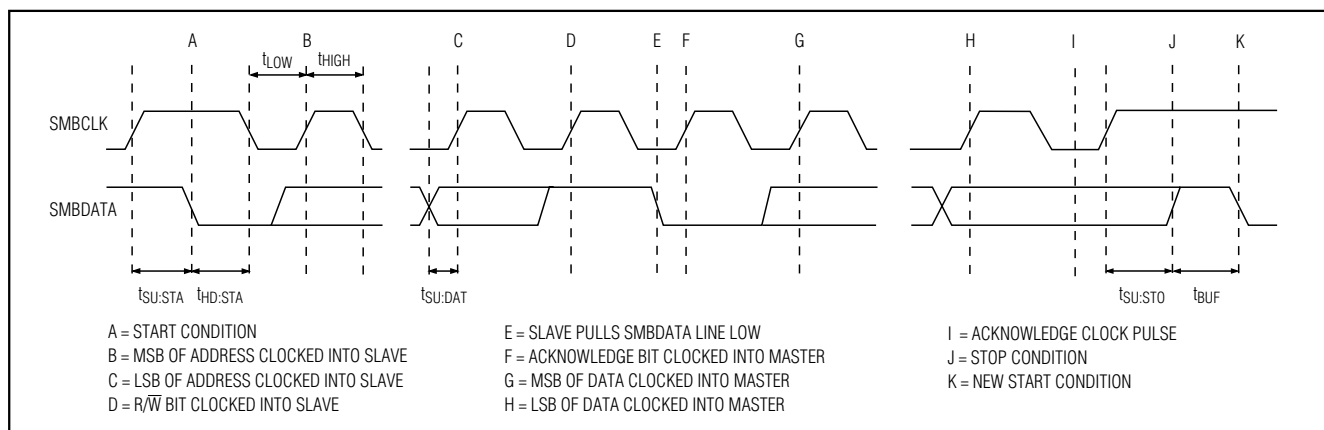 A B C D E F G H I J K
tLOW tHIGH
SMBCLK
SMBDATA
tSU:STA tHD:STA tSU:DAT tSU:STO tBUF
A = START CONDITION
B = MSB OF ADDRESS CLOCKED INTO SLAVE
C = LSB OF ADDRESS CLOCKED INTO SLAVE
D = R/W̅ BIT CLOCKED INTO SLAVE
E = SLAVE PULLS SMBDATA LINE LOW
F = ACKNOWLEDGE BIT CLOCKED INTO MASTER
G = MSB OF DATA CLOCKED INTO MASTER
H = LSB OF DATA CLOCKED INTO MASTER
I = ACKNOWLEDGE CLOCK PULSE
J = STOP CONDITION
K = NEW START CONDITION